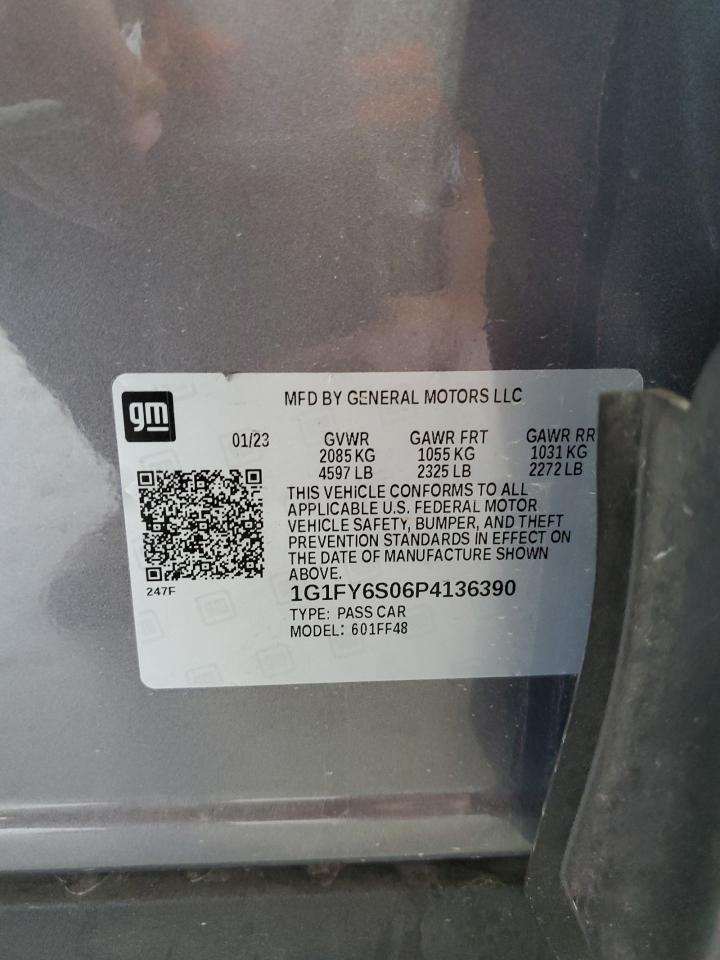 gm
MFD BY GENERAL MOTORS LLC
01/23 GVWR GAWR FRT GAWR RR
2085 KG 1055 KG 1031 KG
4597 LB 2325 LB 2272 LB
THIS VEHICLE CONFORMS TO ALL
APPLICABLE U.S. FEDERAL MOTOR
VEHICLE SAFETY, BUMPER, AND THEFT
PREVENTION STANDARDS IN EFFECT ON
THE DATE OF MANUFACTURE SHOWN
ABOVE.
247F
1G1FY6S06P4136390
TYPE: PASS CAR
MODEL: 601FF48